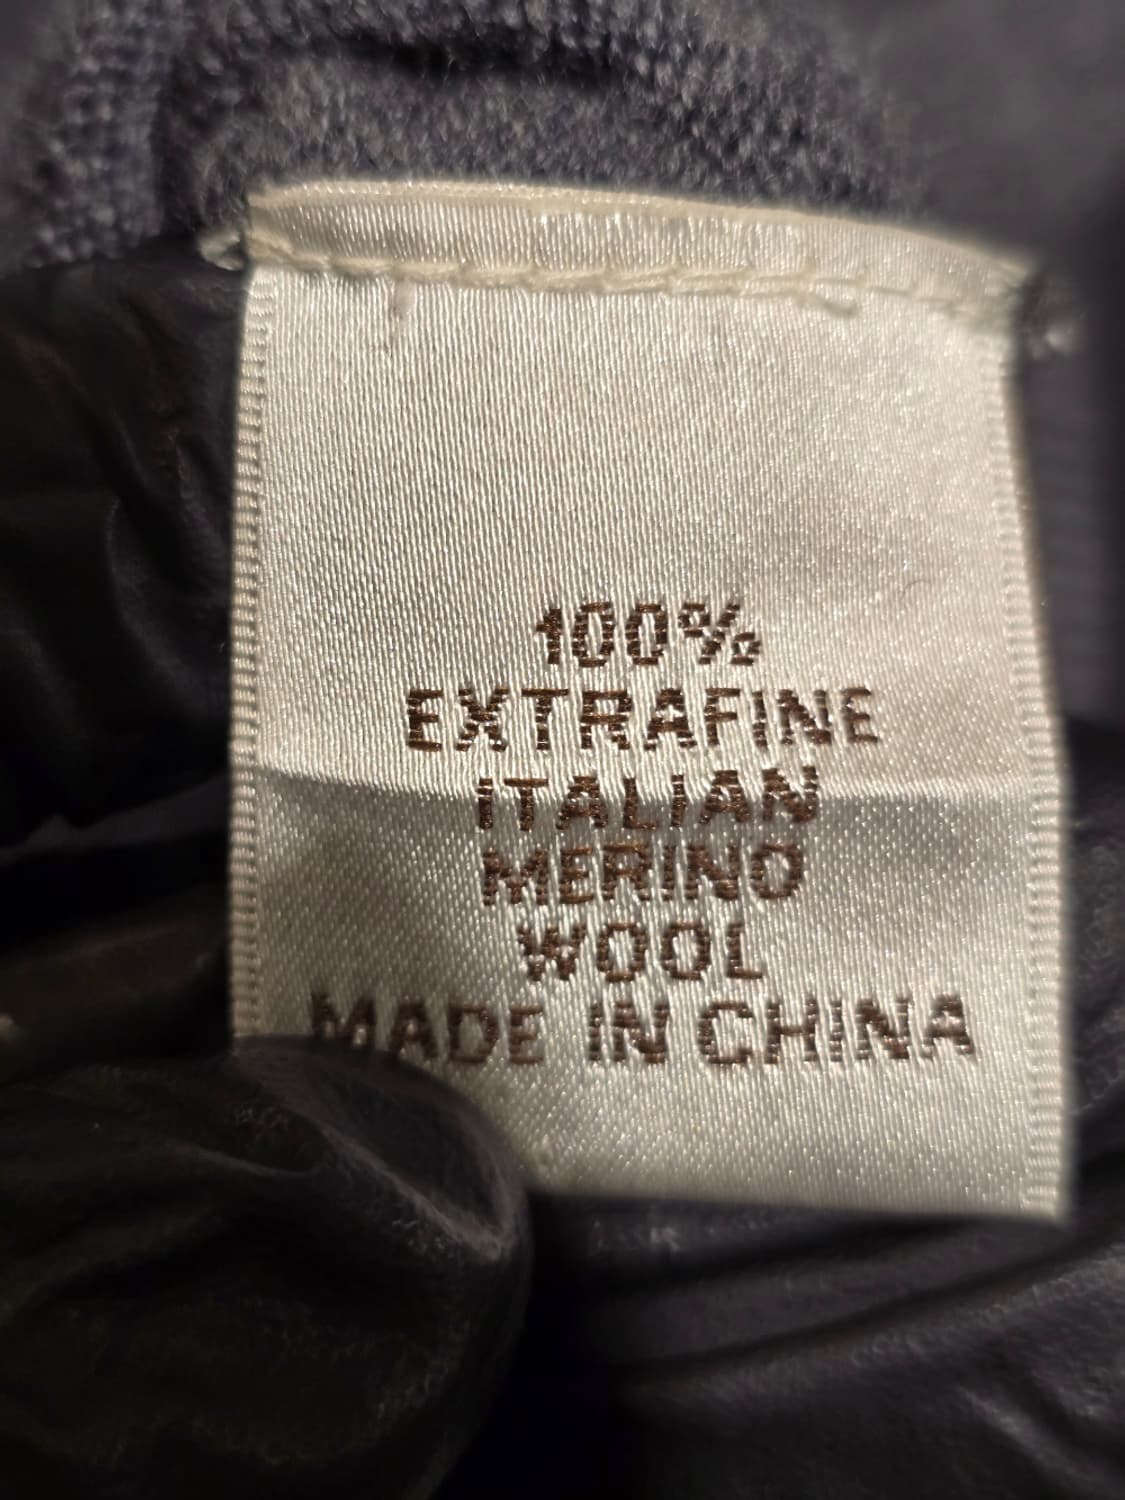 100%
EXTRAFINE
ITALIAN
MERINO
WOOL
MADE IN CHINA